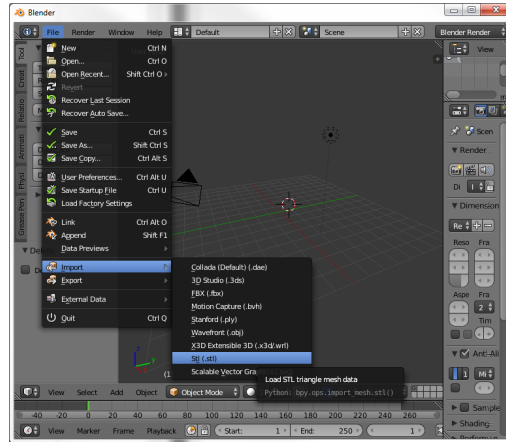 Blender
File Render Window Help Default Scene Blender Render
New Ctrl N
Open... Ctrl O
Open Recent... Shift Ctrl O
Revert
Recover Last Session
Recover Auto Save...
Save Ctrl S
Save As... Shift Ctrl S
Save Copy... Ctrl Alt S
User Preferences... Ctrl Alt U
Save Startup File Ctrl U
Load Factory Settings
Link Ctrl Alt O
Append Shift F1
Data Previews
Import
Export
External Data
Quit Ctrl Q
Collada (Default) (.dae)
3D Studio (.3ds)
FBX (.fbx)
Motion Capture (.bvh)
Stanford (.ply)
Wavefront (.obj)
X3D Extensible 3D (.x3d/.wrl)
Stl (.stl)
Scalable Vector Gra
Load STL triangle mesh data
Python: bpy.ops.import_mesh.stl()
Tool
Creat
Relatio
Animati
Physi
Grease Pen
(1
View
Scen
Render
Di
Dimension
Re
Reso Fra
Aspe Fra
2
Tim
Anti-Ali
1 Mi
Sample
Shading
View Select Add Object Object Mode
-40 -20 0 20 40 60 80 100 120 140 160 180 200 220 240 260
View Marker Frame Playback Start: 1 End: 250